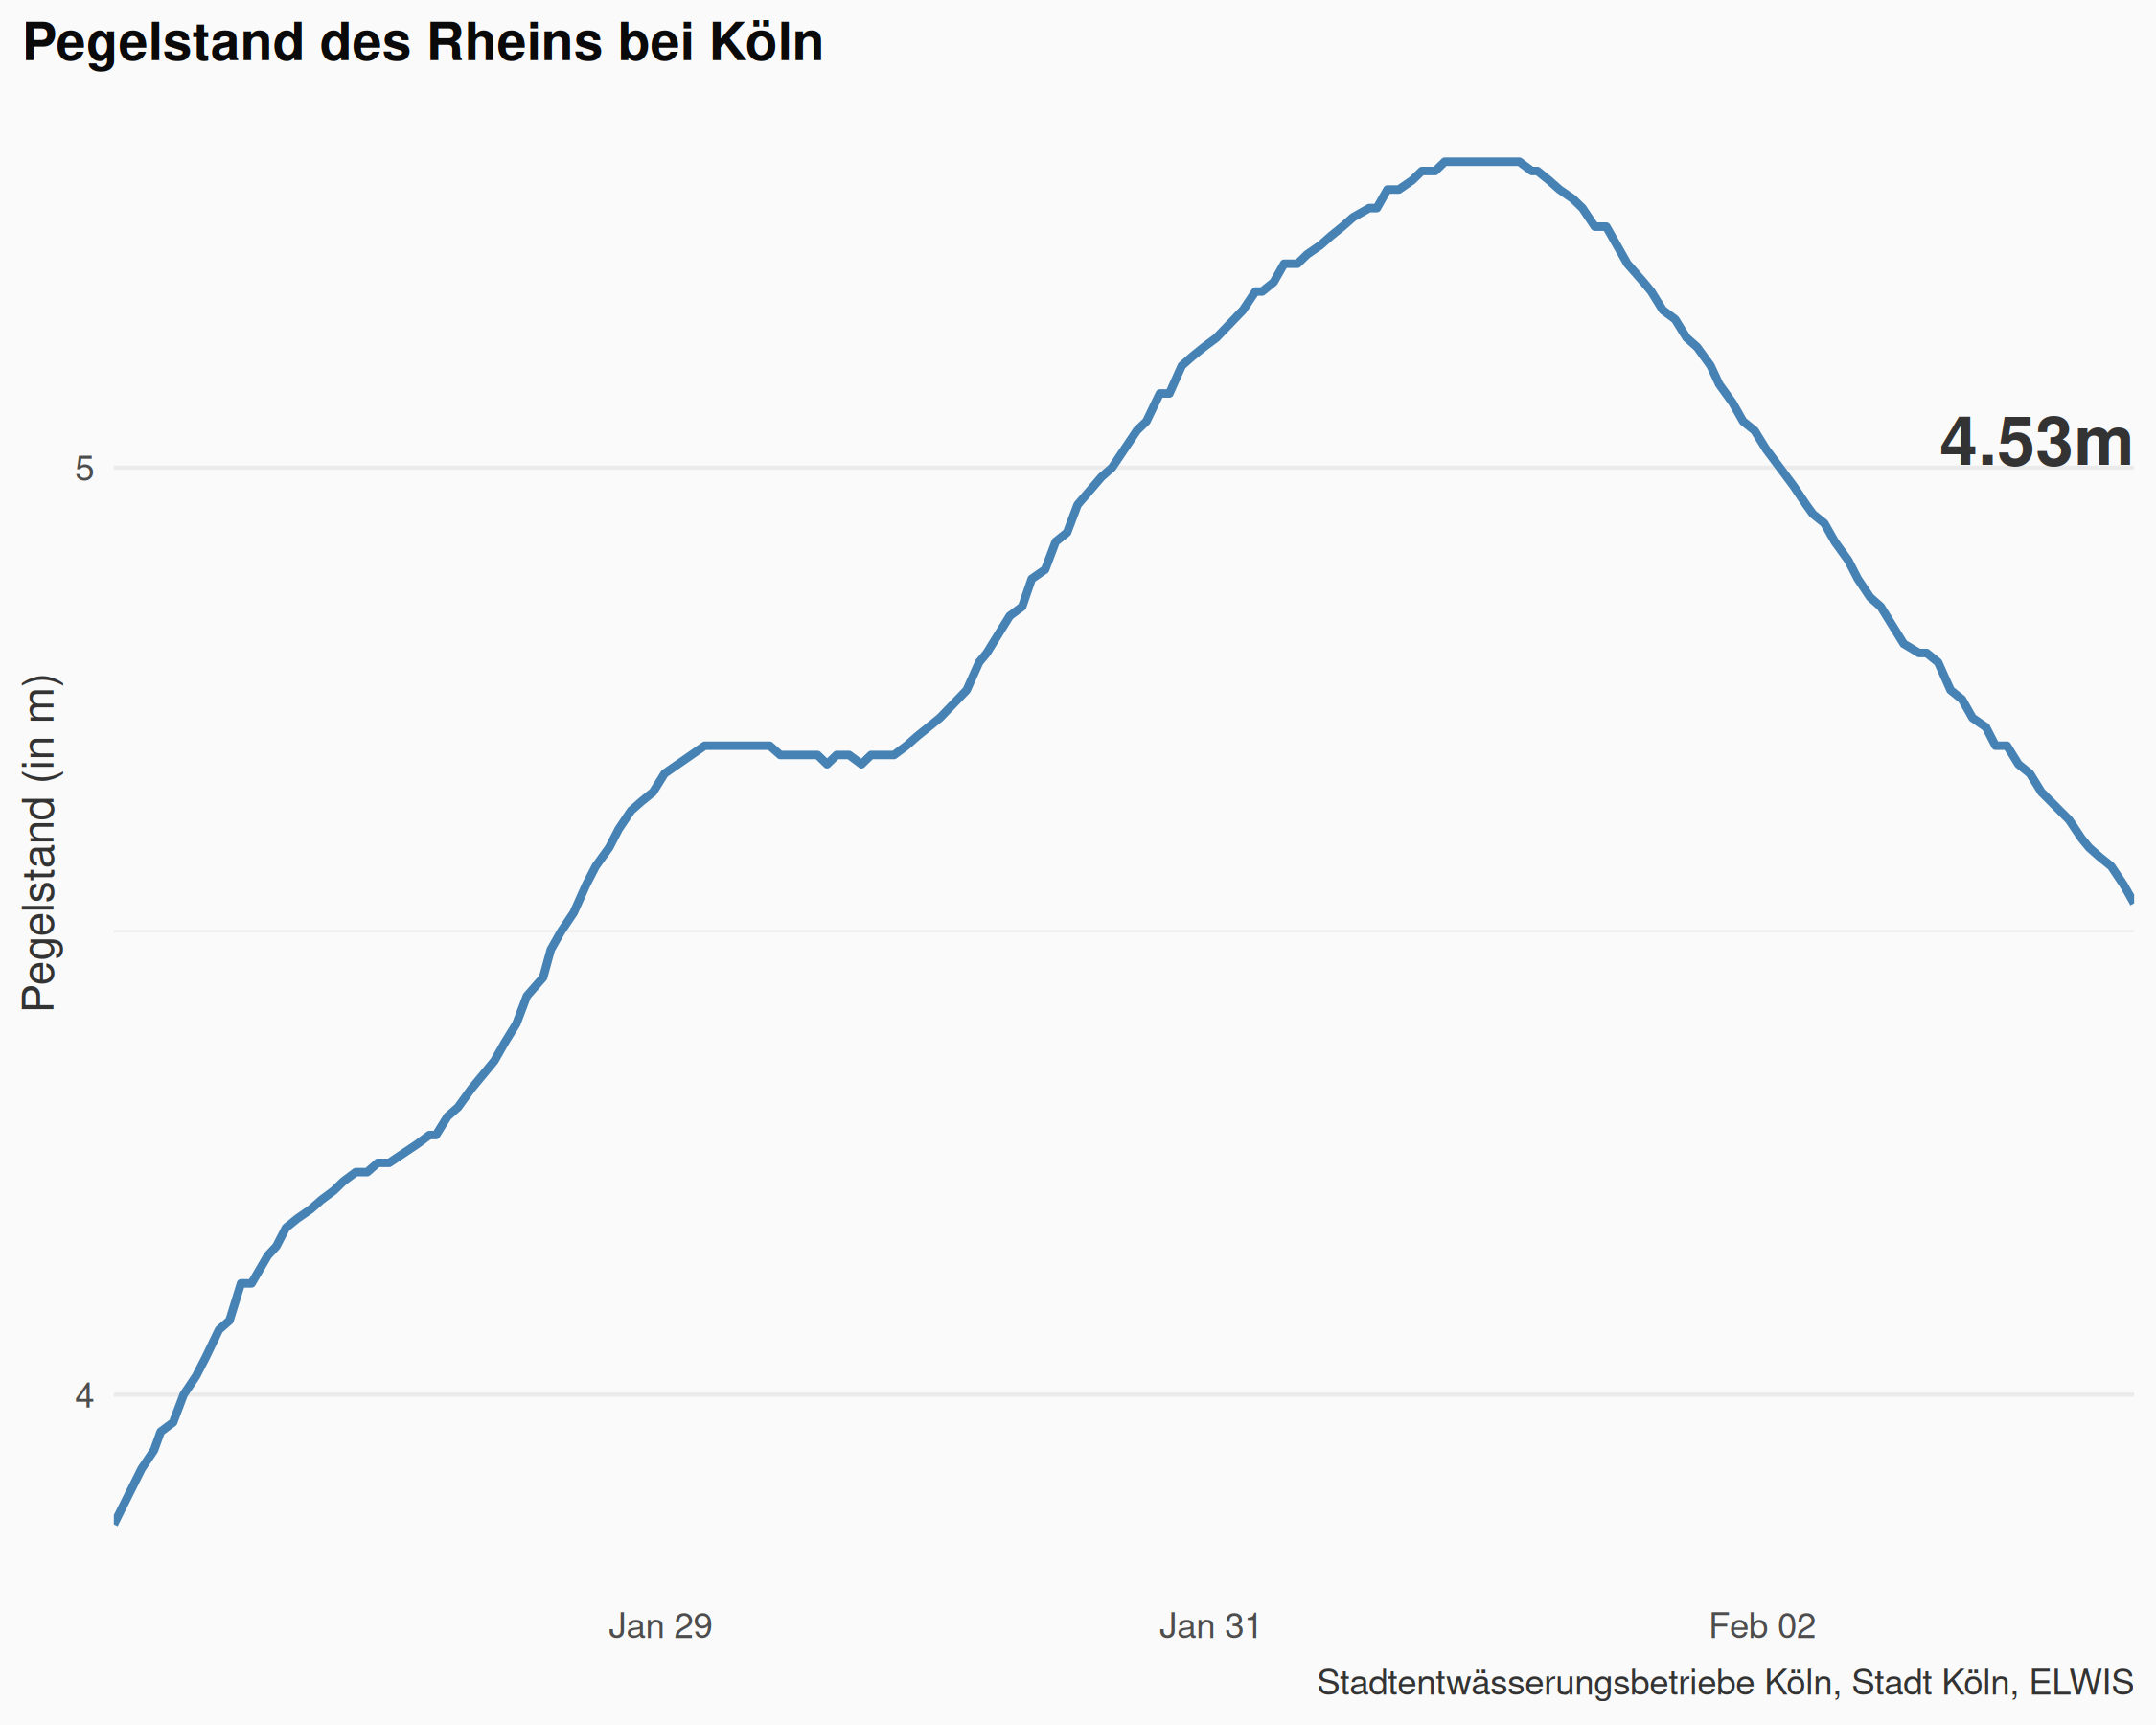 Pegelstand des Rheins bei Köln
4.53m
5
Pegelstand (in m)
4
Jan 29
Jan 31
Feb 02
Stadtentwässerungsbetriebe Köln, Stadt Köln, ELWIS